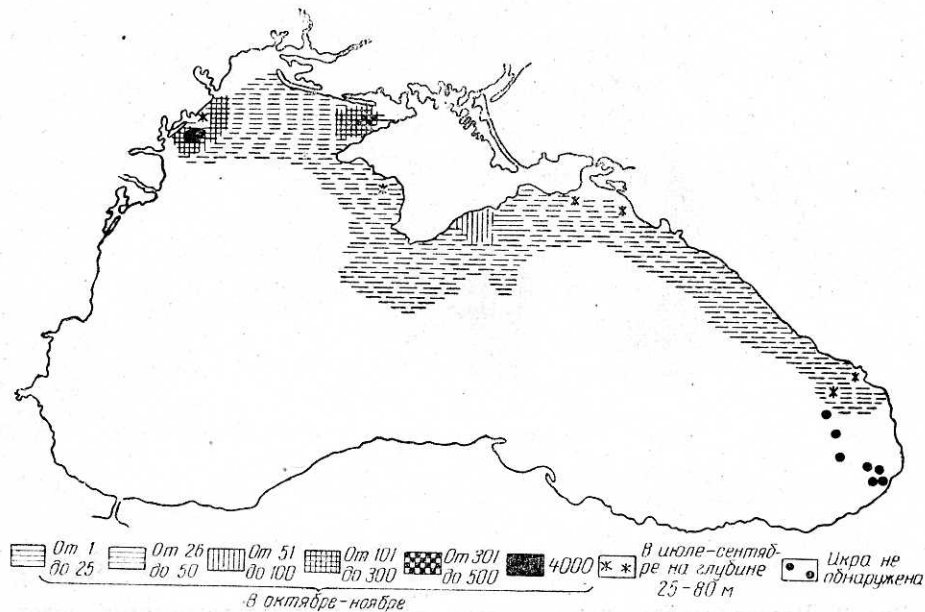 От 1
до 25
От 26
до 50
От 51
до 100
От 101
до 300
От 301
до 500
4000
В июле-сентяб-
ре на глубине
25-80 м
Икра не
обнаружена
В октябре-ноябре